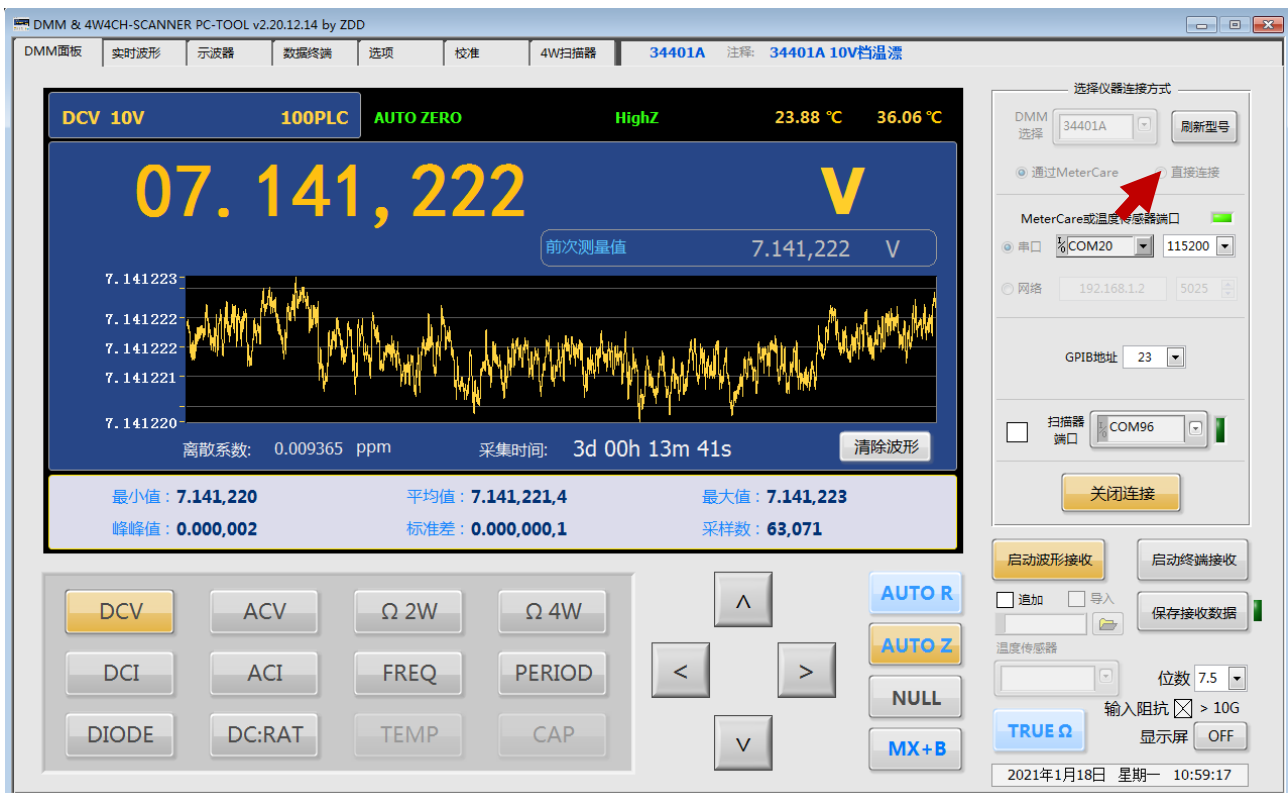 DMM & 4W4CH-SCANNER PC-TOOL v2.20.12.14 by ZDD
DMM面板 实时波形 示波器 数据终端 选项 校准 4W扫描器 34401A 注释: 34401A 10V档温漂
DCV 10V 100PLC AUTO ZERO HighZ 23.88 ℃ 36.06 ℃
07.141,222 V
前次测量值 7.141,222 V
7.141223
7.141222
7.141222
7.141221
7.141220
离散系数: 0.009365 ppm 采集时间: 3d 00h 13m 41s 清除波形
最小值：7.141,220 平均值：7.141,221,4 最大值：7.141,223
峰峰值：0.000,002 标准差：0.000,000,1 采样数：63,071
DCV ACV Ω 2W Ω 4W
DCI ACI FREQ PERIOD
DIODE DC:RAT TEMP CAP
˄
< >
˅
AUTO R
AUTO Z
NULL
MX+B
选择仪器连接方式
DMM
选择
34401A 刷新型号
通过MeterCare 直接连接
MeterCare或温度传感器端口
串口 COM20 115200
网络 192.168.1.2 5025
GPIB地址 23
扫描器
端口
COM96
关闭连接
启动波形接收 启动终端接收
追加 导入 保存接收数据
温度传感器
位数 7.5
输入阻抗 > 10G
TRUE Ω 显示屏 OFF
2021年1月18日 星期一 10:59:17